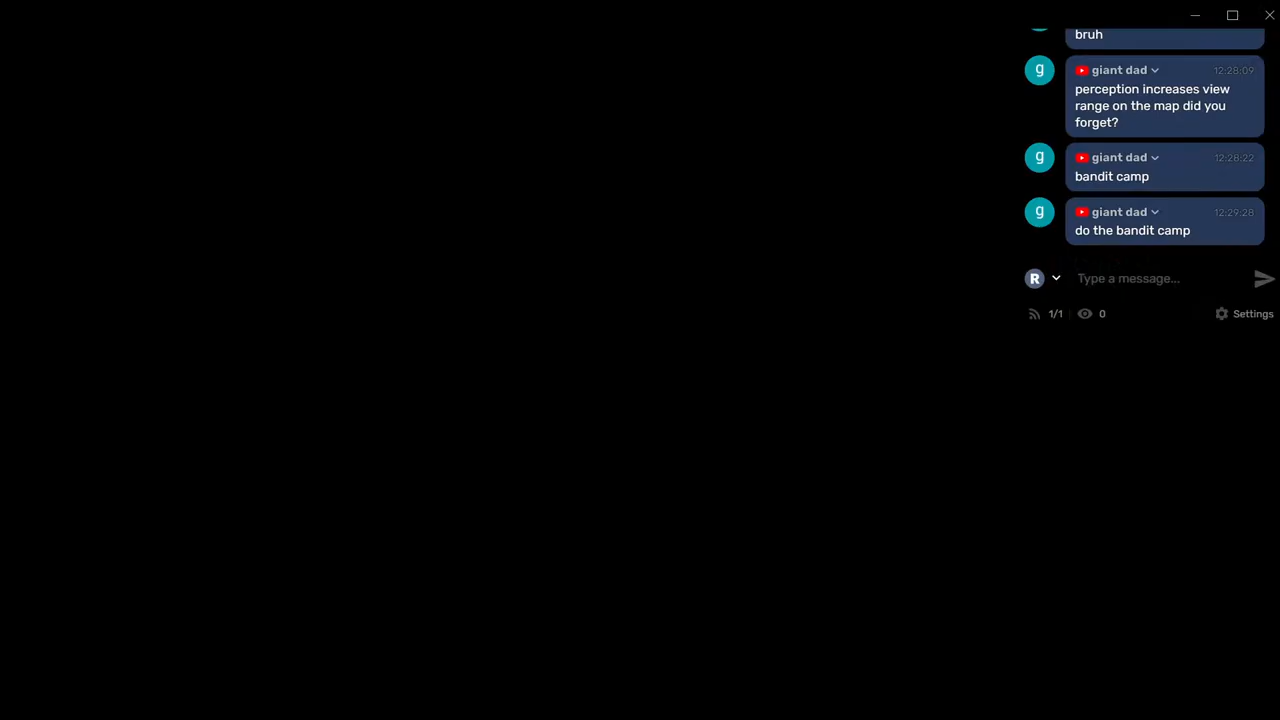 bruh
giant dad 12:28:09
perception increases view
range on the map did you
forget?
g
giant dad 12:28:22
bandit camp
g
giant dad 12:29:28
do the bandit camp
g
R Type a message...
1/1 0 Settings